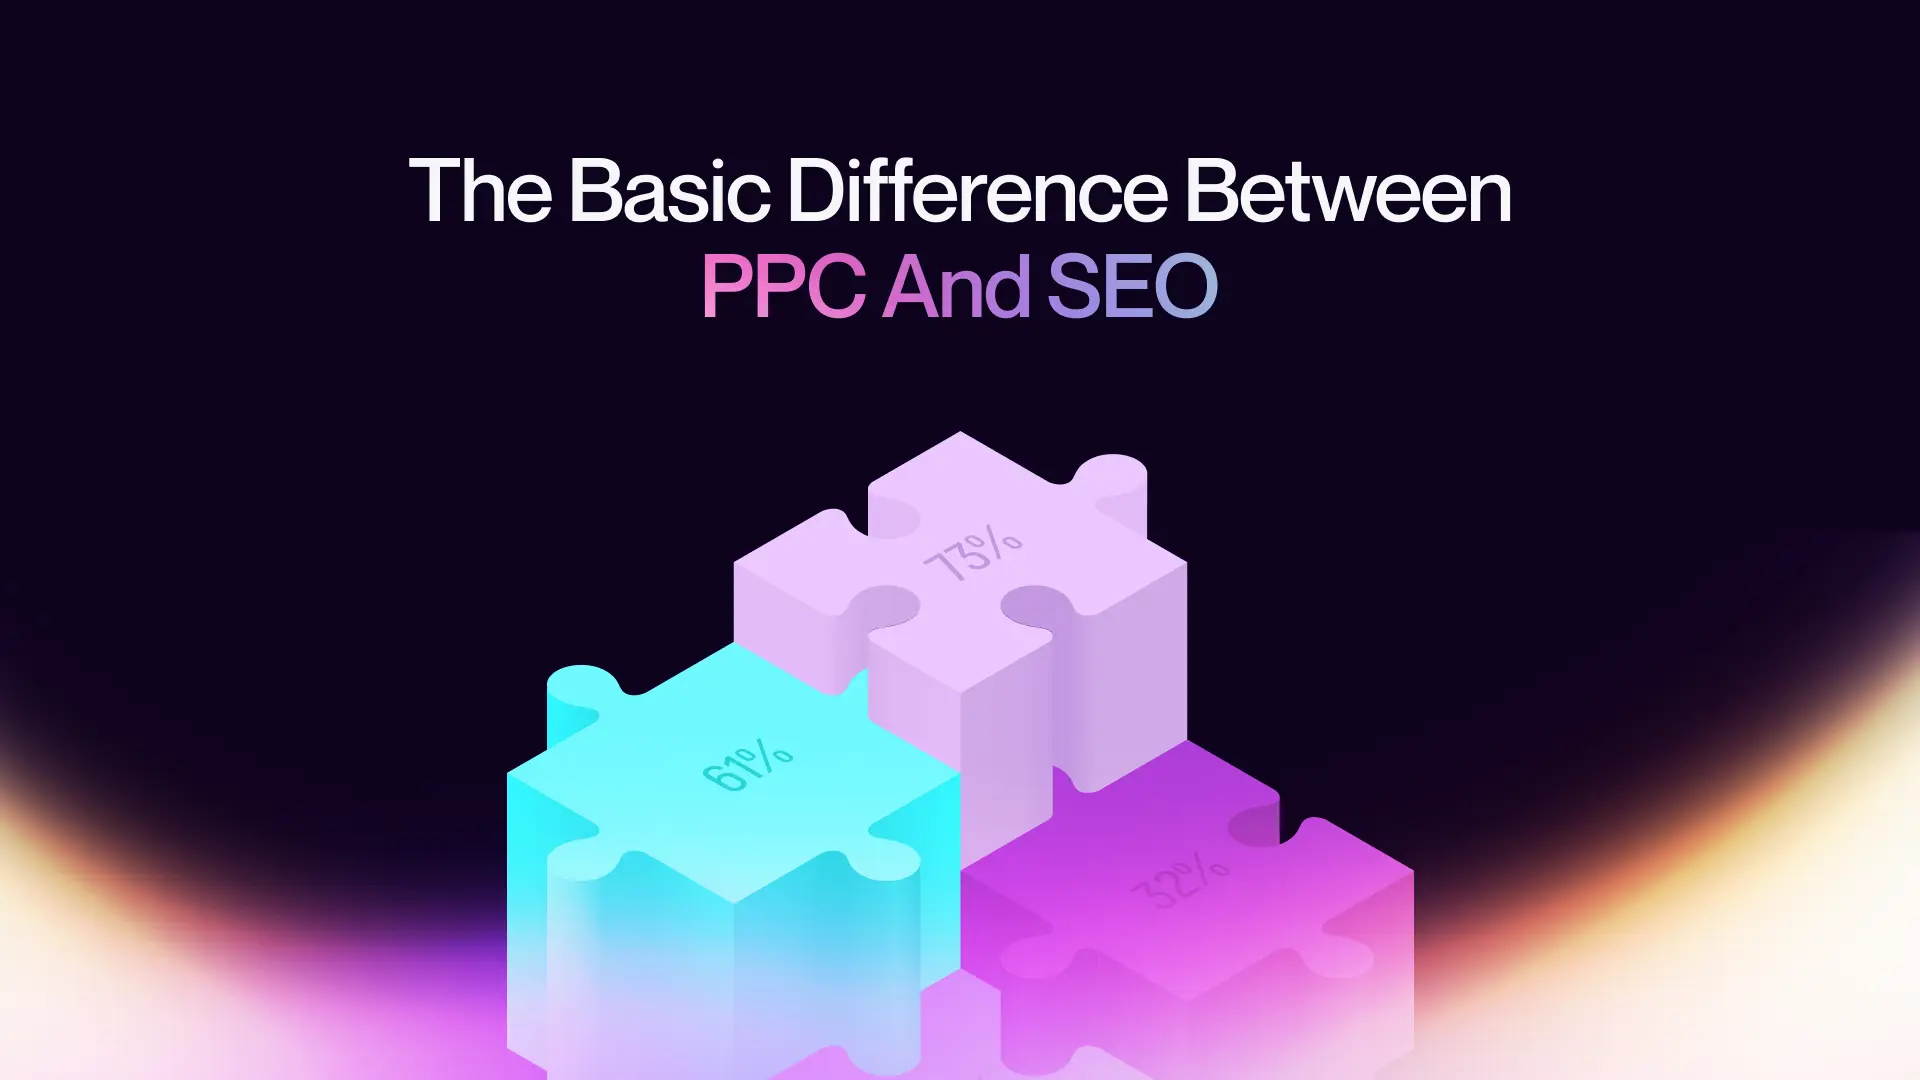 The Basic Difference Between
PPC And SEO
73%
61%
32%